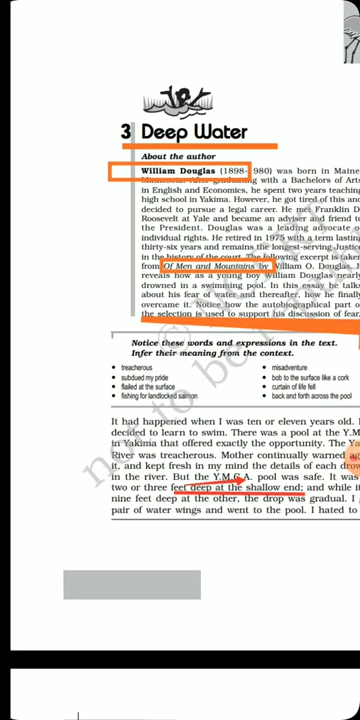 3 Deep Water
About the author
William Douglas (1898-1980) was born in Maine
Minnesota. After graduating with a Bachelors of Arts
in English and Economics, he spent two years teaching
high school in Yakima. However, he got tired of this and
decided to pursue a legal career. He met Franklin D
Roosevelt at Yale and became an adviser and friend to
the President. Douglas was a leading advocate o
individual rights. He retired in 1975 with a term lasting
thirty-six years and remains the longest-serving Justice
in the history of the court. The following excerpt is taken
from Of Men and Mountains by William O. Douglas. I
reveals how as a young boy William Douglas nearly
drowned in a swimming pool. In this essay he talks
about his fear of water and thereafter, how he finally
overcame it. Notice how the autobiographical part o
the selection is used to support his discussion of fear.
Notice these words and expressions in the text.
Infer their meaning from the context.
• treacherous • misadventure
• subdued my pride • bob to the surface like a cork
• flailed at the surface • curtain of life fell
• fishing for landlocked salmon • back and forth across the pool
It had happened when I was ten or eleven years old. I
decided to learn to swim. There was a pool at the Y.M
in Yakima that offered exactly the opportunity. The Ya
River was treacherous. Mother continually warned ag
it, and kept fresh in my mind the details of each drow
in the river. But the Y.M.C.A. pool was safe. It was
two or three feet deep at the shallow end; and while it
nine feet deep at the other, the drop was gradual. I
pair of water wings and went to the pool. I hated to
not to be